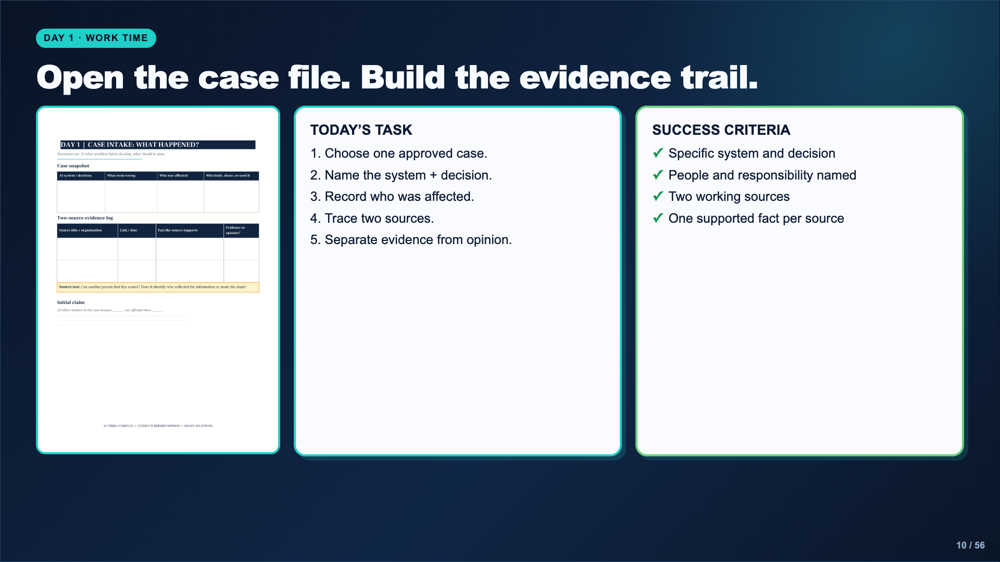 DAY 1 · WORK TIME
Open the case file. Build the evidence trail.
DAY 1 | CASE INTAKE: WHAT HAPPENED?
Document one AI ethics problem before deciding what should be done.
Case snapshot
AI system / decision
What went wrong
Who was affected
Who built, chose, or used it
Two-source evidence log
Source title + organization
Link / date
Fact the source supports
Evidence or
opinion?
Source test: Can another person find this source? Does it identify who collected the information or made the claim?
Initial claim
AI ethics matters in this case because ______ was affected when ______.
AI ETHICS COUNCIL • EVIDENCE BEFORE OPINION • SMART SOLUTIONS
TODAY’S TASK
1. Choose one approved case.
2. Name the system + decision.
3. Record who was affected.
4. Trace two sources.
5. Separate evidence from opinion.
SUCCESS CRITERIA
✓ Specific system and decision
✓ People and responsibility named
✓ Two working sources
✓ One supported fact per source
10 / 56